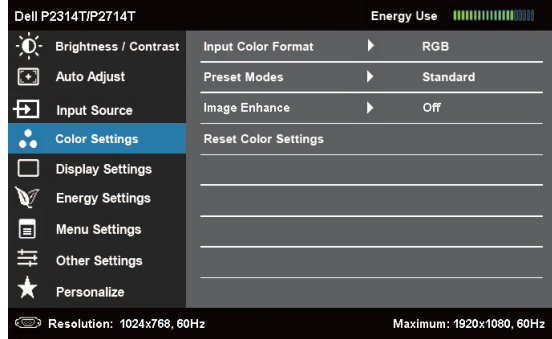 Dell P2314T/P2714T Energy Use
Brightness / Contrast Input Color Format RGB
Auto Adjust Preset Modes Standard
Input Source Image Enhance Off
Color Settings Reset Color Settings
Display Settings
Energy Settings
Menu Settings
Other Settings
Personalize
Resolution: 1024x768, 60Hz Maximum: 1920x1080, 60Hz